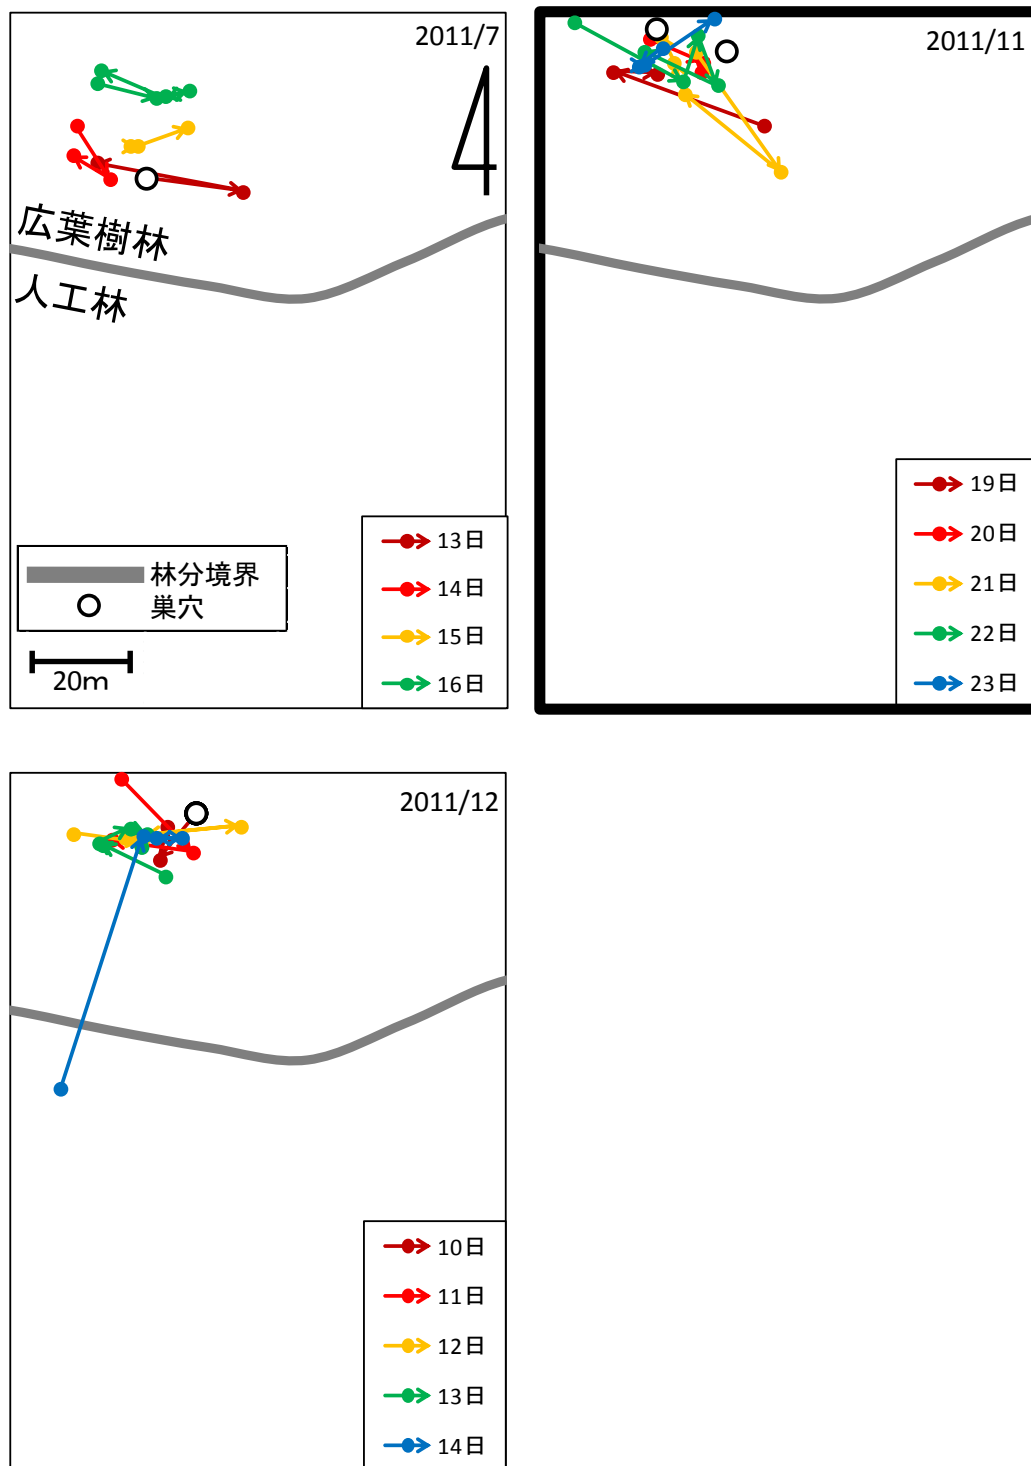 2011/7
広葉樹林
人工林
林分境界
巣穴
20m
13日
14日
15日
16日
2011/11
19日
20日
21日
22日
23日
2011/12
10日
11日
12日
13日
14日